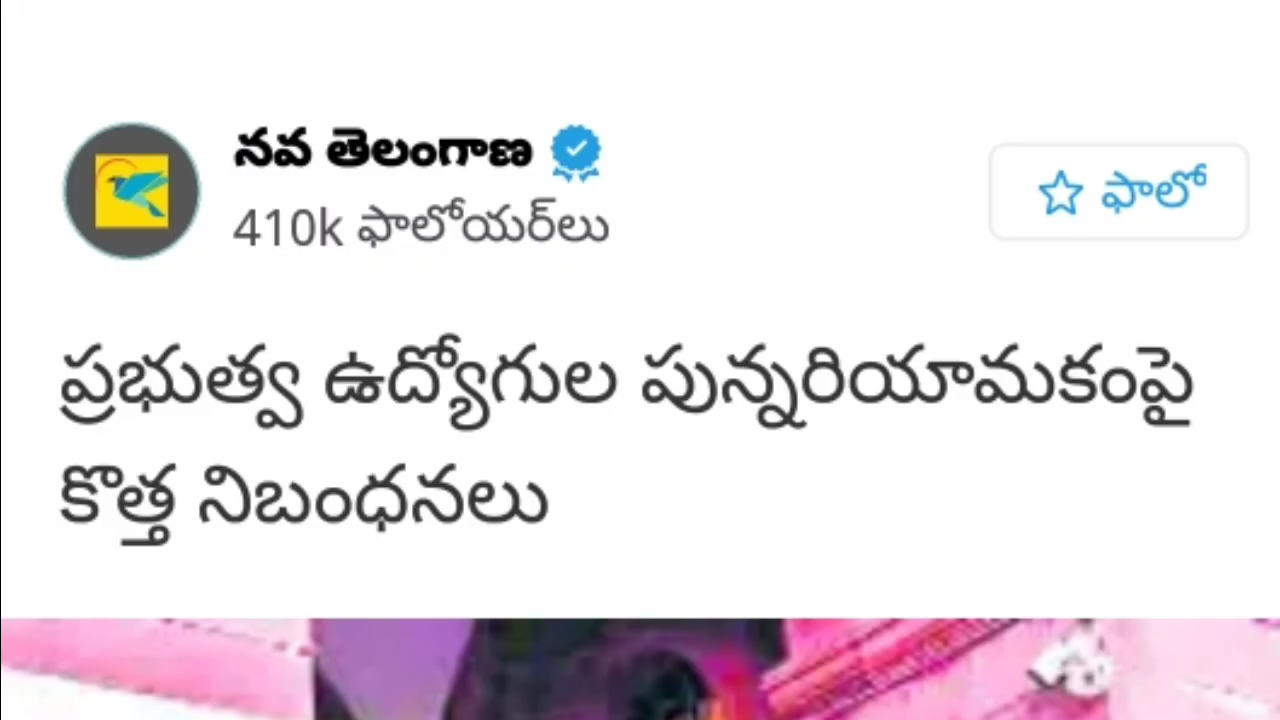 నవ తెలంగాణ
410k ఫాలోయర్‌లు
ఫాలో
ప్రభుత్వ ఉద్యోగుల పున్నరియామకంపై
కొత్త నిబంధనలు